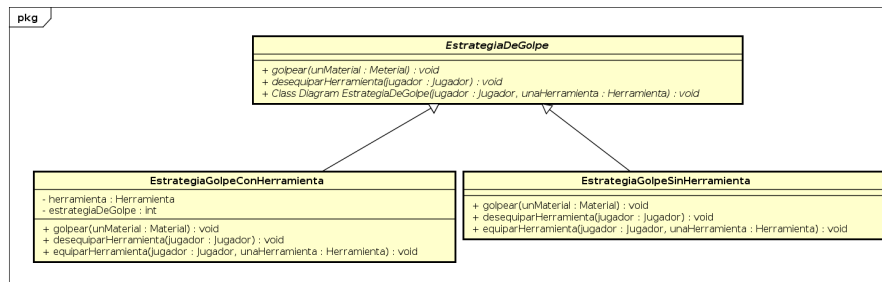 pkg
EstrategiaDeGolpe
+ golpear(unMaterial : Meterial) : void
+ desequiparHerramienta(jugador : Jugador) : void
+ Class Diagram EstrategiaDeGolpe(jugador : Jugador, unaHerramienta : Herramienta) : void
EstrategiaGolpeConHerramienta
- herramienta : Herramienta
- estrategiaDeGolpe : int
+ golpear(unMaterial : Material) : void
+ desequiparHerramienta(jugador : Jugador) : void
+ equiparHerramienta(jugador : Jugador, unaHerramienta : Herramienta) : void
EstrategiaGolpeSinHerramienta
+ golpear(unMaterial : Material) : void
+ desequiparHerramienta(jugador : Jugador) : void
+ equiparHerramienta(jugador : Jugador, unaHerramienta : Herramienta) : void